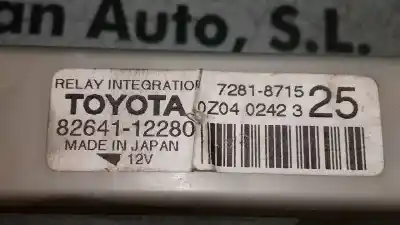 an Auto, S.L.
RELAY INTEGRATION
TOYOTA
82641-12280
MADE IN JAPAN
12V
7281-8715
0Z04 0242 3
25